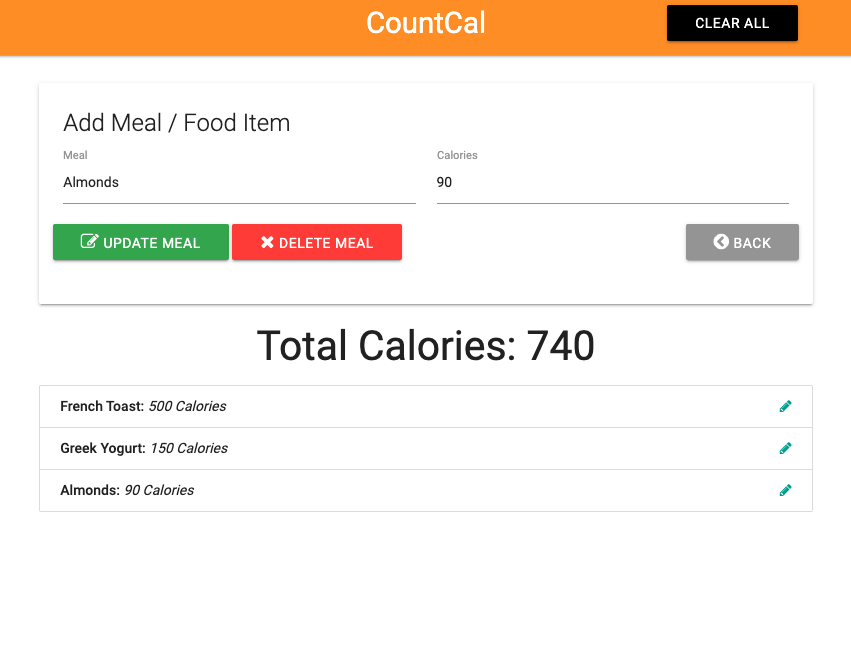 CountCal
CLEAR ALL
Add Meal / Food Item
Meal
Calories
Almonds
90
UPDATE MEAL
DELETE MEAL
BACK
Total Calories: 740
French Toast: 500 Calories
Greek Yogurt: 150 Calories
Almonds: 90 Calories